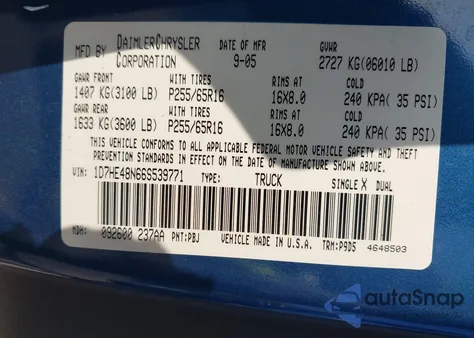 MFD BY DAIMLERCHRYSLER CORPORATION DATE OF MFR 9-05 GVWR 2727 KG(06010 LB)
GAWR FRONT WITH TIRES RIMS AT COLD
1407 KG(3100 LB) P255/65R16 16X8.0 240 KPA( 35 PSI)
GAWR REAR WITH TIRES RIMS AT COLD
1633 KG(3600 LB) P255/65R16 16X8.0 240 KPA( 35 PSI)
THIS VEHICLE CONFORMS TO ALL APPLICABLE FEDERAL MOTOR VEHICLE SAFETY, BUMPER, AND
THEFT PREVENTION STANDARDS IN EFFECT ON THE DATE OF MANUFACTURE SHOWN ABOVE
VIN: 1D7HE48N66S539771 TYPE: TRUCK SINGLE X DUAL
MDH: 092600 237AA PNT:PBJ VEHICLE MADE IN U.S.A. TRM:P9D5 4648503
autoSnap